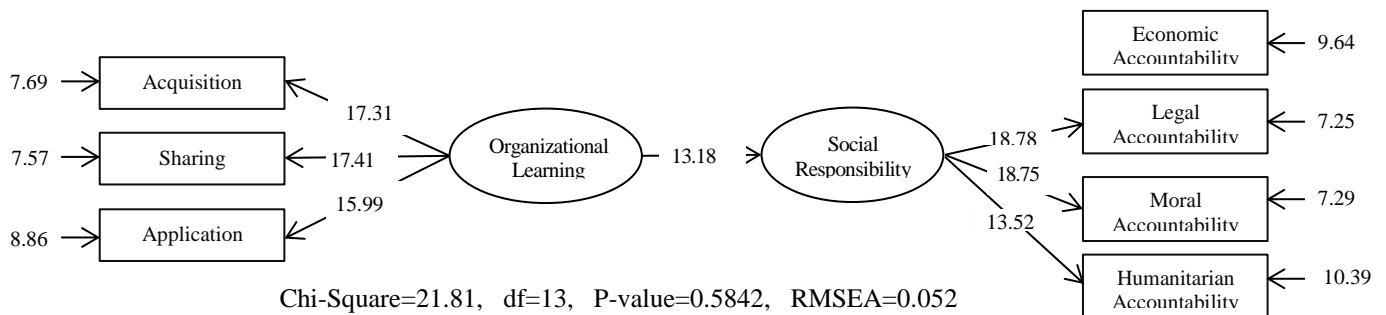 Economic
Accountability
9.64
7.69
Acquisition
17.31
Legal
Accountability
7.25
18.78
7.57
Sharing
17.41
Organizational
Learning
13.18
Social
Responsibility
18.75
15.99
Moral
Accountability
7.29
13.52
8.86
Application
Humanitarian
Accountability
10.39
Chi-Square=21.81, df=13, P-value=0.5842, RMSEA=0.052